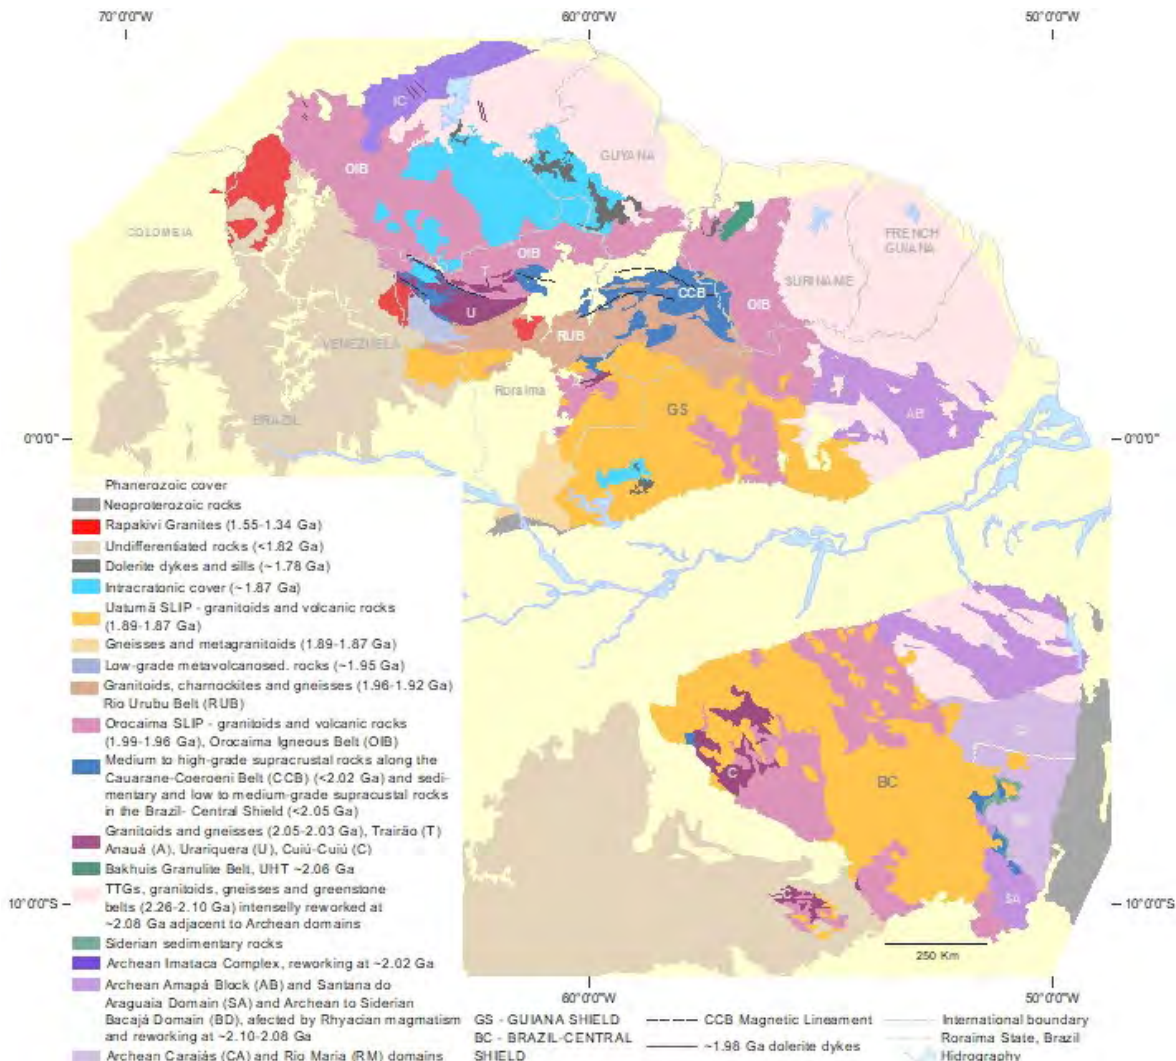 70°0'0"W
60°0'0"W
50°0'0"W
IC
OIB
GUYANA
COLOMBIA
FRENCH
GUIANA
OIB
SURINAME
T
CCB
OIB
U
RUB
VENEZUELA
Roraima
GS
AB
BRAZIL
0°0'0"
0°0'0"
Phanerozoic cover
Neoproterozoic rocks
Rapakivi Granites (1.55-1.34 Ga)
Undifferentiated rocks (<1.82 Ga)
Dolerite dykes and sills (~1.78 Ga)
Intracratonic cover (~1.87 Ga)
Uatumã SLIP - granitoids and volcanic rocks
(1.89-1.87 Ga)
Gneisses and metagranitoids (1.89-1.87 Ga)
Low-grade metavolcanosed. rocks (~1.95 Ga)
Granitoids, charnockites and gneisses (1.96-1.92 Ga)
Rio Urubu Belt (RUB)
Orocaima SLIP - granitoids and volcanic rocks
(1.99-1.96 Ga), Orocaima Igneous Belt (OIB)
Medium to high-grade supracrustal rocks along the
Cauarane-Coeroeni Belt (CCB) (<2.02 Ga) and sedi-
mentary and low to medium-grade supracustal rocks
in the Brazil- Central Shield (<2.05 Ga)
Granitoids and gneisses (2.05-2.03 Ga), Trairão (T)
Anauá (A), Urariquera (U), Cuiú-Cuiú (C)
Bakhuis Granulite Belt, UHT ~2.06 Ga
TTGs, granitoids, gneisses and greenstone
belts (2.26-2.10 Ga) intenselly reworked at
~2.08 Ga adjacent to Archean domains
Siderian sedimentary rocks
Archean Imataca Complex, reworking at ~2.02 Ga
Archean Amapá Block (AB) and Santana do
Araguaia Domain (SA) and Archean to Siderian
Bacajá Domain (BD), afected by Rhyacian magmatism
and reworking at ~2.10-2.08 Ga
Archean Carajás (CA) and Rio Maria (RM) domains
C
BC
SA
10°0'0"S
10°0'0"S
250 Km
60°0'0"W
50°0'0"W
GS - GUIANA SHIELD
BC - BRAZIL-CENTRAL
SHIELD
CCB Magnetic Lineament
~1.98 Ga dolerite dykes
International boundary
Roraima State, Brazil
Hidrography